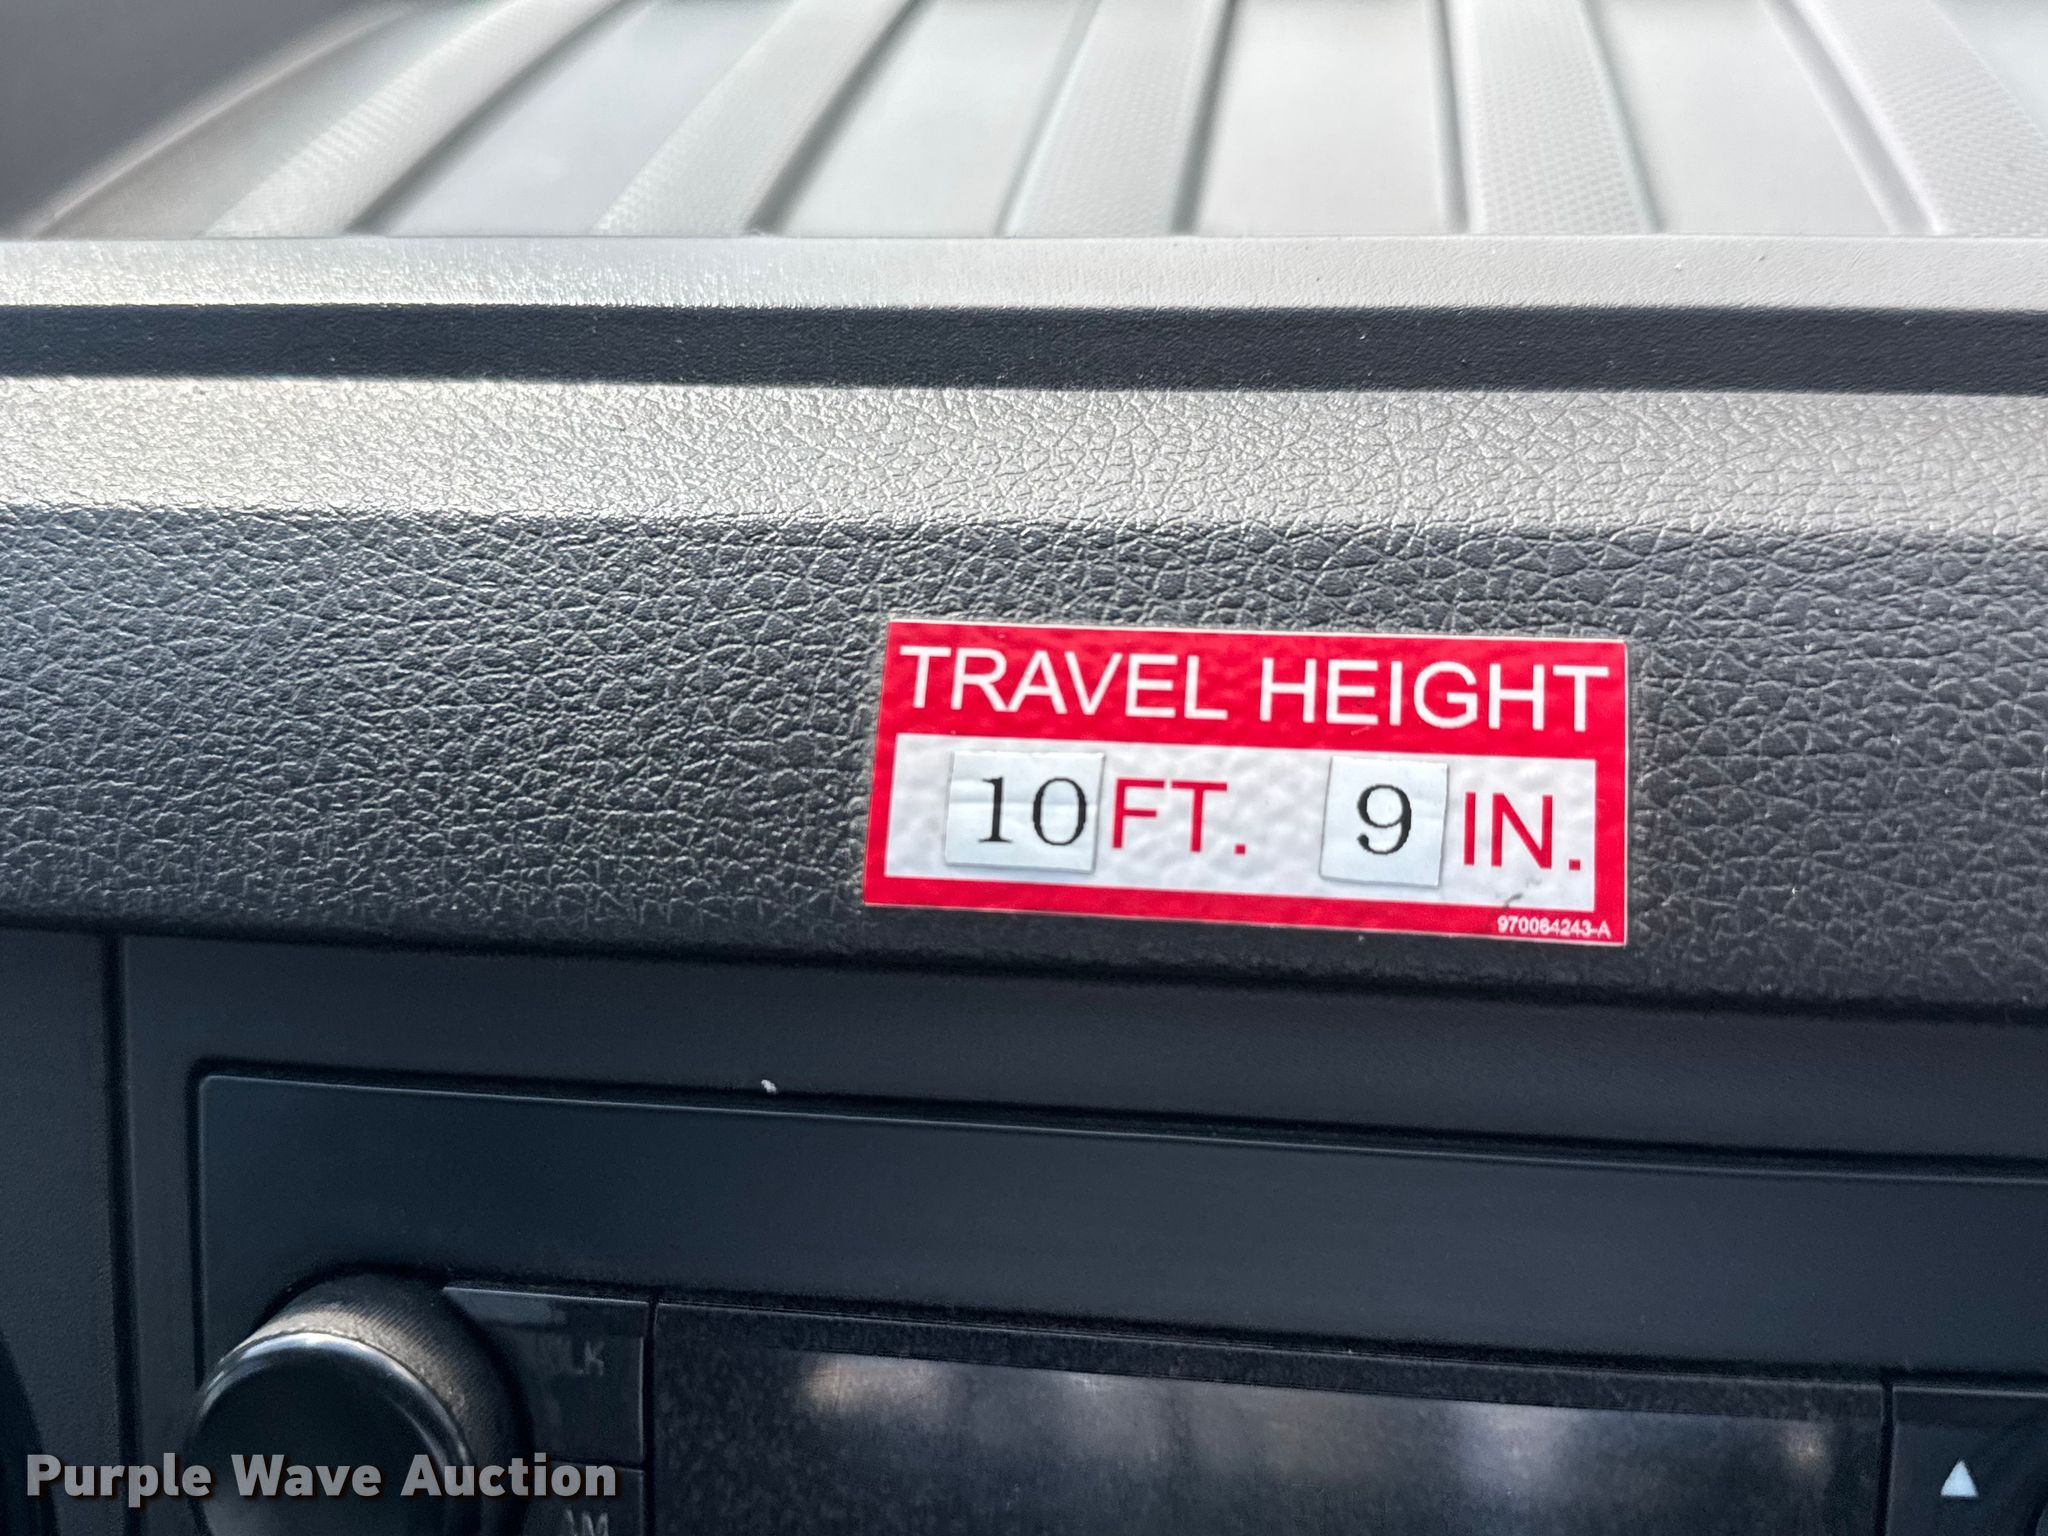 TRAVEL HEIGHT
10 FT. 9 IN.
970064243-A
Purple Wave Auction